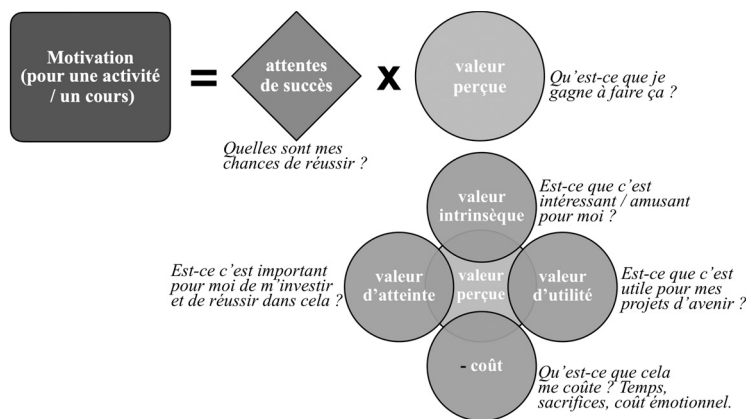 Motivation
(pour une activité
/ un cours)
=
attentes
de succès
x
valeur
perçue
Qu'est-ce que je
gagne à faire ça ?
Quelles sont mes
chances de réussir ?
valeur
intrinsèque
Est-ce que c'est
intéressant / amusant
pour moi ?
Est-ce c'est important
pour moi de m'investir
et de réussir dans cela ?
valeur
d'atteinte
valeur
perçue
valeur
d'utilité
Est-ce que c'est
utile pour mes
projets d'avenir ?
- coût
Qu'est-ce que cela
me coûte ? Temps,
sacrifices, coût émotionnel.